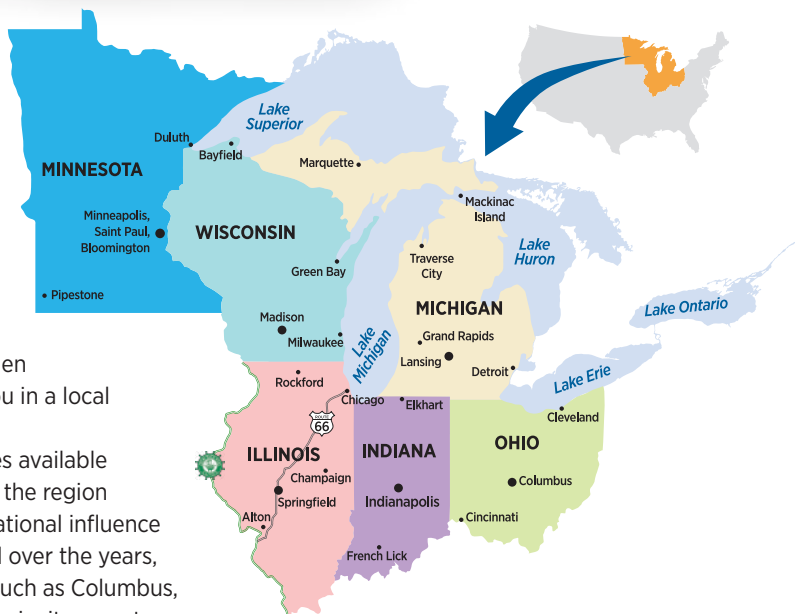 Lake
Superior
Duluth
Bayfield
Marquette
MINNESOTA
Mackinac
Island
Minneapolis,
Saint Paul,
Bloomington
WISCONSIN
Lake
Huron
Traverse
City
Green Bay
Pipestone
Lake Ontario
MICHIGAN
Madison
Milwaukee
Lake
Michigan
Grand Rapids
Lansing
Detroit
Lake Erie
en
u in a local
Rockford
Chicago
Elkhart
Cleveland
ROUTE
66
ILLINOIS
INDIANA
OHIO
es available
the region
ational influence
l over the years,
such as Columbus,
Champaign
Springfield
Indianapolis
Columbus
Alton
Cincinnati
French Lick